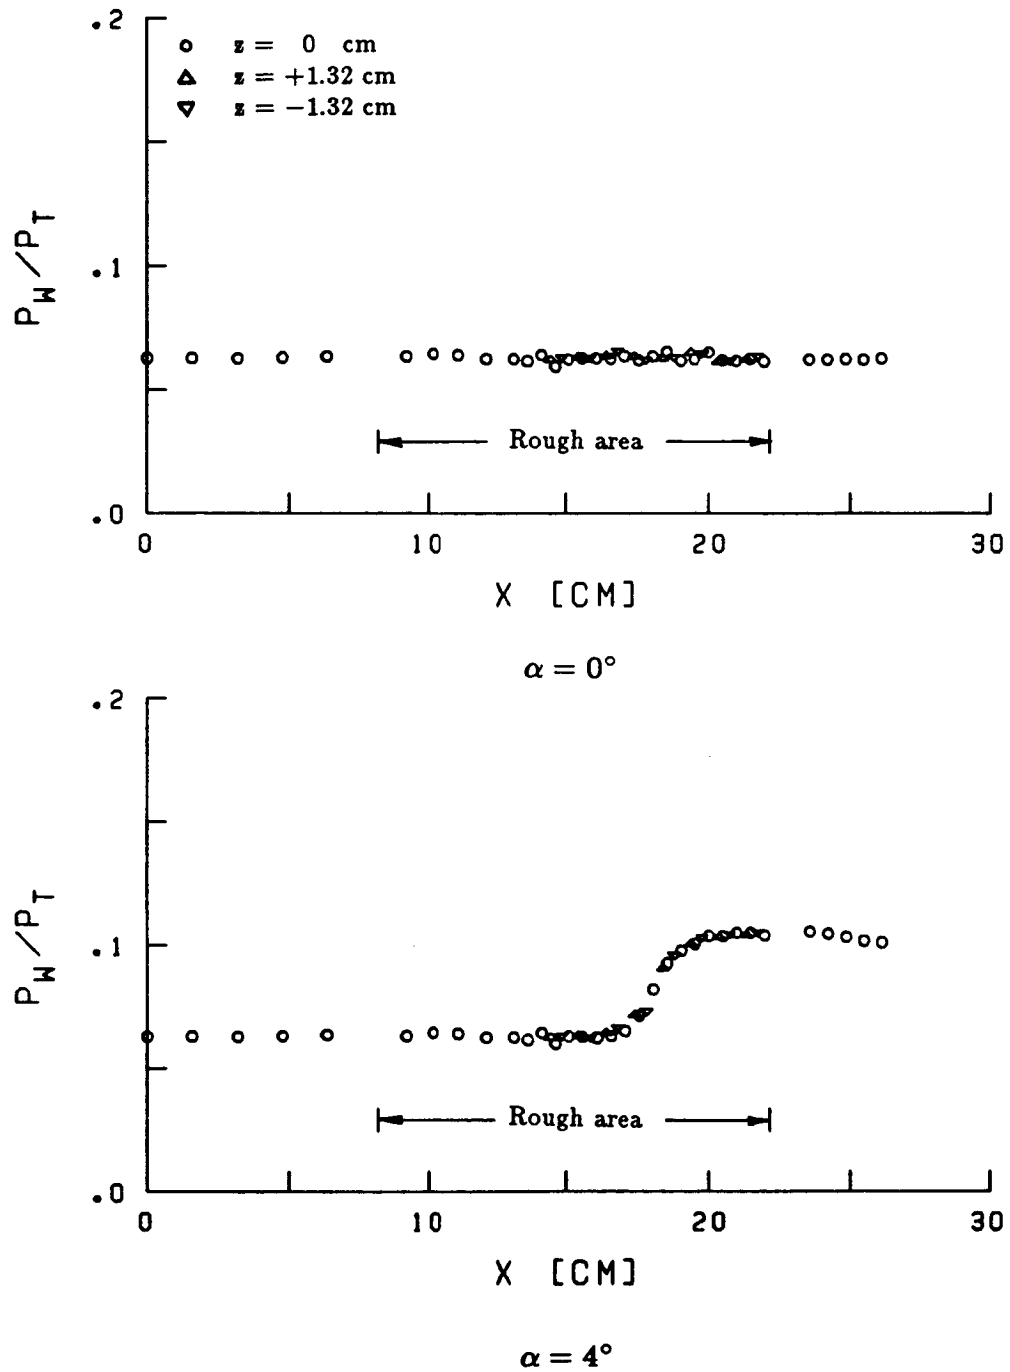 .2
z = 0 cm
z = +1.32 cm
z = −1.32 cm
P_W/P_T
.1
Rough area
.0
0 10 20 30
X [CM]
α = 0°
.2
P_W/P_T
.1
Rough area
.0
0 10 20 30
X [CM]
α = 4°